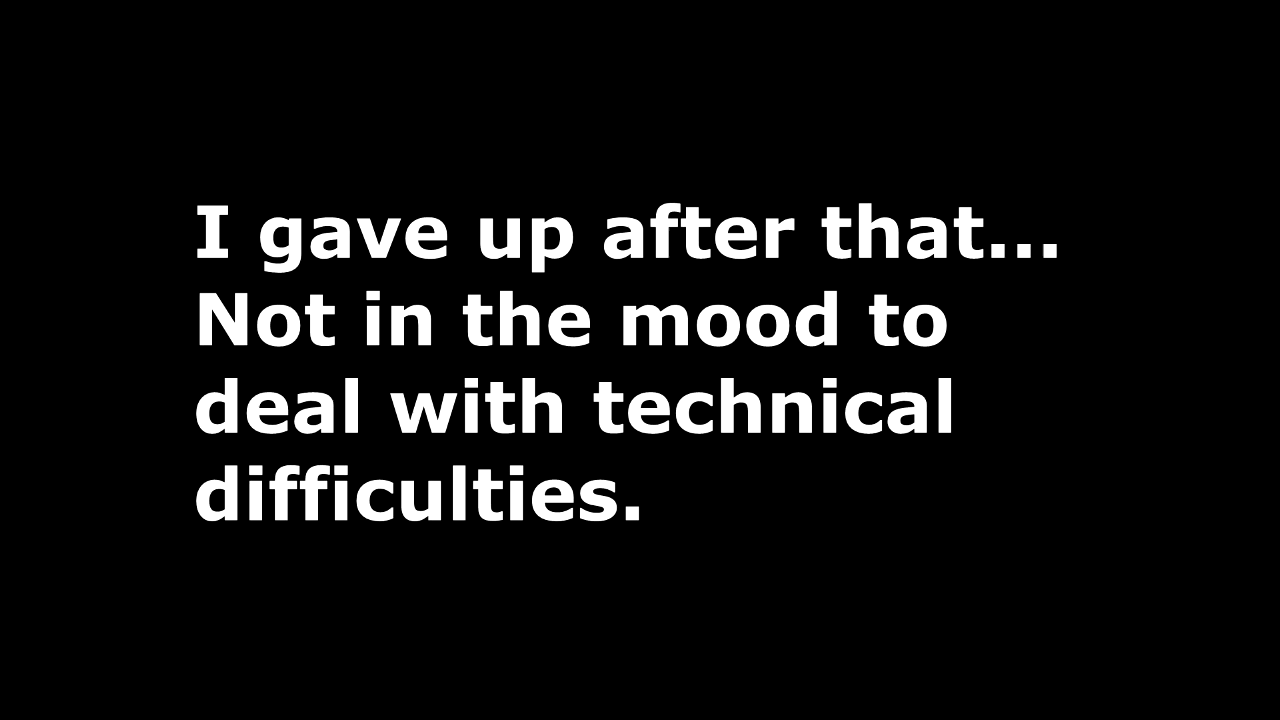 I gave up after that...
Not in the mood to
deal with technical
difficulties.